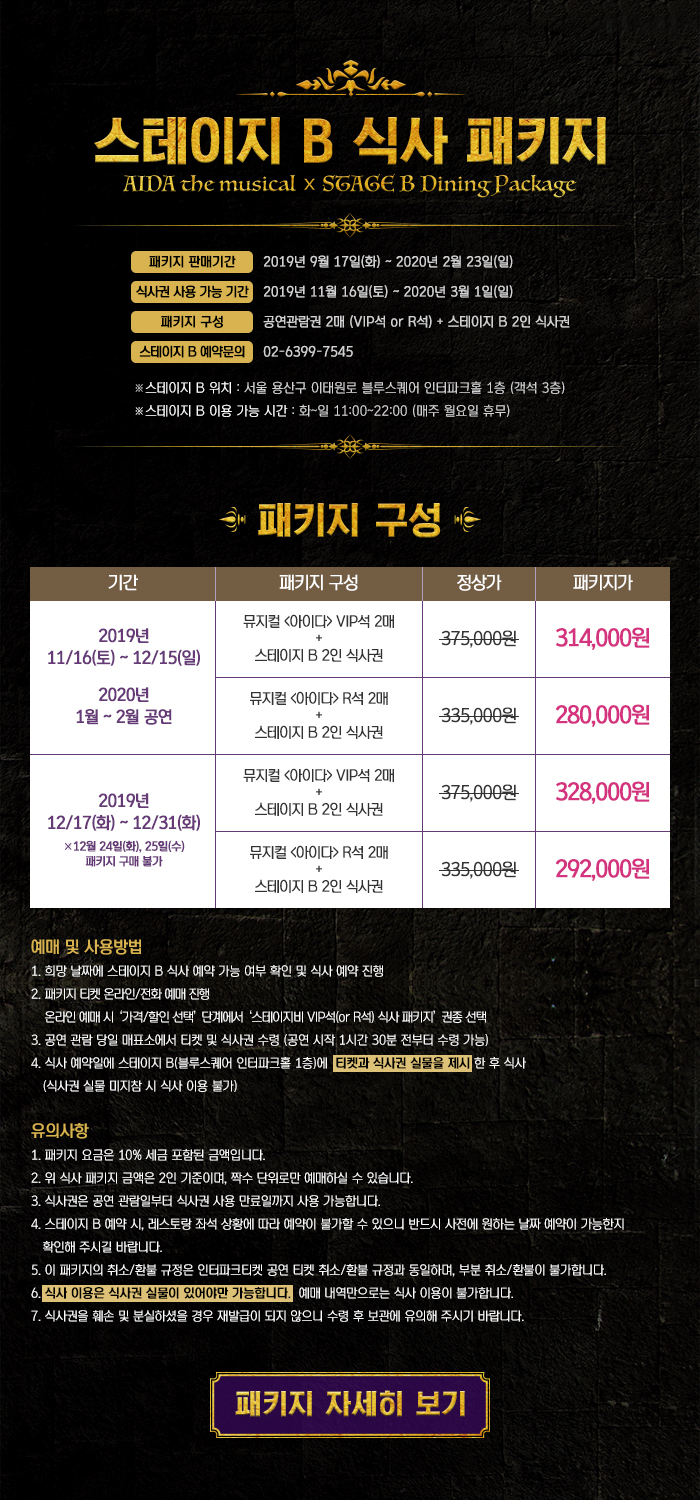 스테이지 B 식사 패키지
AIDA the musical × STAGE B Dining Package
패키지 판매기간 2019년 9월 17일(화) ~ 2020년 2월 23일(일)
식사권 사용 가능 기간 2019년 11월 16일(토) ~ 2020년 3월 1일(일)
패키지 구성 공연관람권 2매 (VIP석 or R석) + 스테이지 B 2인 식사권
스테이지 B 예약문의 02-6399-7545
※스테이지 B 위치 : 서울 용산구 이태원로 블루스퀘어 인터파크홀 1층 (객석 3층)
※스테이지 B 이용 가능 시간 : 화~일 11:00~22:00 (매주 월요일 휴무)
패키지 구성
기간 패키지 구성 정상가 패키지가
2019년
11/16(토) ~ 12/15(일)
2020년
1월 ~ 2월 공연
뮤지컬 <아이다> VIP석 2매
+
스테이지 B 2인 식사권
375,000원 314,000원
뮤지컬 <아이다> R석 2매
+
스테이지 B 2인 식사권
335,000원 280,000원
2019년
12/17(화) ~ 12/31(화)
×12월 24일(화), 25일(수)
패키지 구매 불가
뮤지컬 <아이다> VIP석 2매
+
스테이지 B 2인 식사권
375,000원 328,000원
뮤지컬 <아이다> R석 2매
+
스테이지 B 2인 식사권
335,000원 292,000원
예매 및 사용방법
1. 희망 날짜에 스테이지 B 식사 예약 가능 여부 확인 및 식사 예약 진행
2. 패키지 티켓 온라인/전화 예매 진행
온라인 예매 시 ‘가격/할인 선택’ 단계에서 ‘스테이지비 VIP석(or R석) 식사 패키지’ 권종 선택
3. 공연 관람 당일 매표소에서 티켓 및 식사권 수령 (공연 시작 1시간 30분 전부터 수령 가능)
4. 식사 예약일에 스테이지 B(블루스퀘어 인터파크홀 1층)에 티켓과 식사권 실물을 제시 한 후 식사
(식사권 실물 미지참 시 식사 이용 불가)
유의사항
1. 패키지 요금은 10% 세금 포함된 금액입니다.
2. 위 식사 패키지 금액은 2인 기준이며, 짝수 단위로만 예매하실 수 있습니다.
3. 식사권은 공연 관람일부터 식사권 사용 만료일까지 사용 가능합니다.
4. 스테이지 B 예약 시, 레스토랑 좌석 상황에 따라 예약이 불가할 수 있으니 반드시 사전에 원하는 날짜 예약이 가능한지
확인해 주시길 바랍니다.
5. 이 패키지의 취소/환불 규정은 인터파크티켓 공연 티켓 취소/환불 규정과 동일하며, 부분 취소/환불이 불가합니다.
6. 식사 이용은 식사권 실물이 있어야만 가능합니다. 예매 내역만으로는 식사 이용이 불가합니다.
7. 식사권을 훼손 및 분실하셨을 경우 재발급이 되지 않으니 수령 후 보관에 유의해 주시기 바랍니다.
패키지 자세히 보기